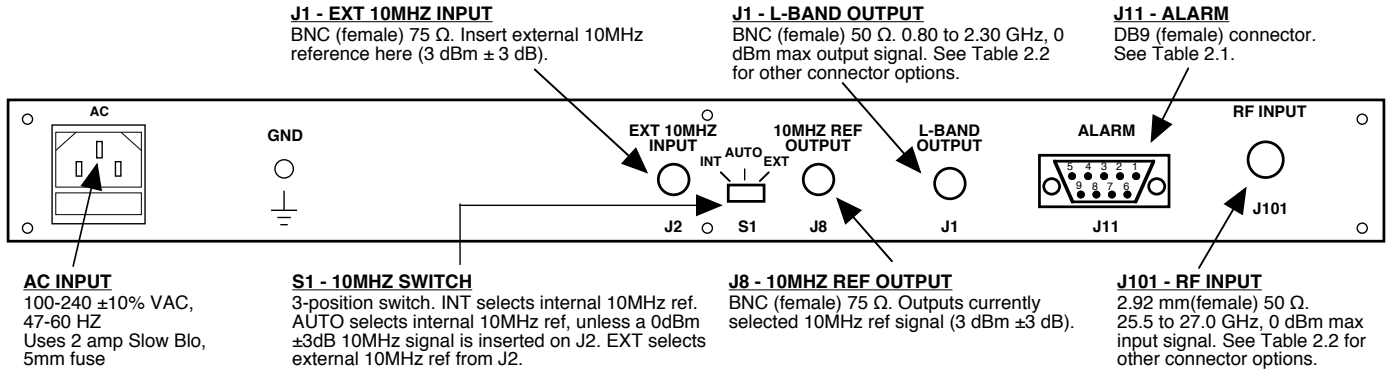 J1 - EXT 10MHZ INPUT
BNC (female) 75 Ω. Insert external 10MHz
reference here (3 dBm ± 3 dB).
J1 - L-BAND OUTPUT
BNC (female) 50 Ω. 0.80 to 2.30 GHz, 0
dBm max output signal. See Table 2.2
for other connector options.
J11 - ALARM
DB9 (female) connector.
See Table 2.1.
AC
GND
EXT 10MHZ
INPUT
INT
AUTO
EXT
10MHZ REF
OUTPUT
L-BAND
OUTPUT
ALARM
RF INPUT
5 4 3 2 1
9 8 7 6
J2
S1
J8
J1
J11
J101
AC INPUT
100-240 ±10% VAC,
47-60 HZ
Uses 2 amp Slow Blo,
5mm fuse
S1 - 10MHZ SWITCH
3-position switch. INT selects internal 10MHz ref.
AUTO selects internal 10MHz ref, unless a 0dBm
±3dB 10MHz signal is inserted on J2. EXT selects
external 10MHz ref from J2.
J8 - 10MHZ REF OUTPUT
BNC (female) 75 Ω. Outputs currently
selected 10MHz ref signal (3 dBm ±3 dB).
J101 - RF INPUT
2.92 mm(female) 50 Ω.
25.5 to 27.0 GHz, 0 dBm max
input signal. See Table 2.2 for
other connector options.